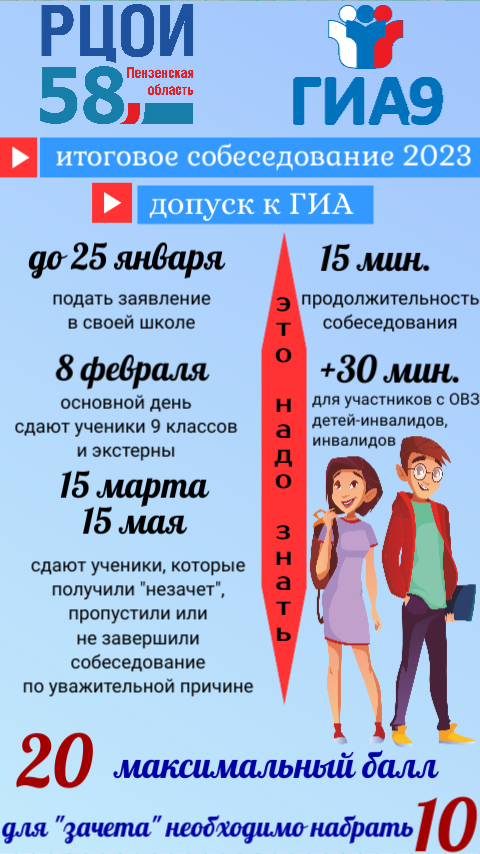 РЦОИ
58
Пензенская
область
ГИА9
итоговое собеседование 2023
допуск к ГИА
до 25 января
подать заявление
в своей школе
8 февраля
основной день
сдают ученики 9 классов
и экстерны
15 марта
15 мая
сдают ученики, которые
получили "незачет",
пропустили или
не завершили
собеседование
по уважительной причине
это надо знать
15 мин.
продолжительность
собеседования
+30 мин.
для участников с ОВЗ
детей-инвалидов,
инвалидов
20 максимальный балл
для "зачета" необходимо набрать 10